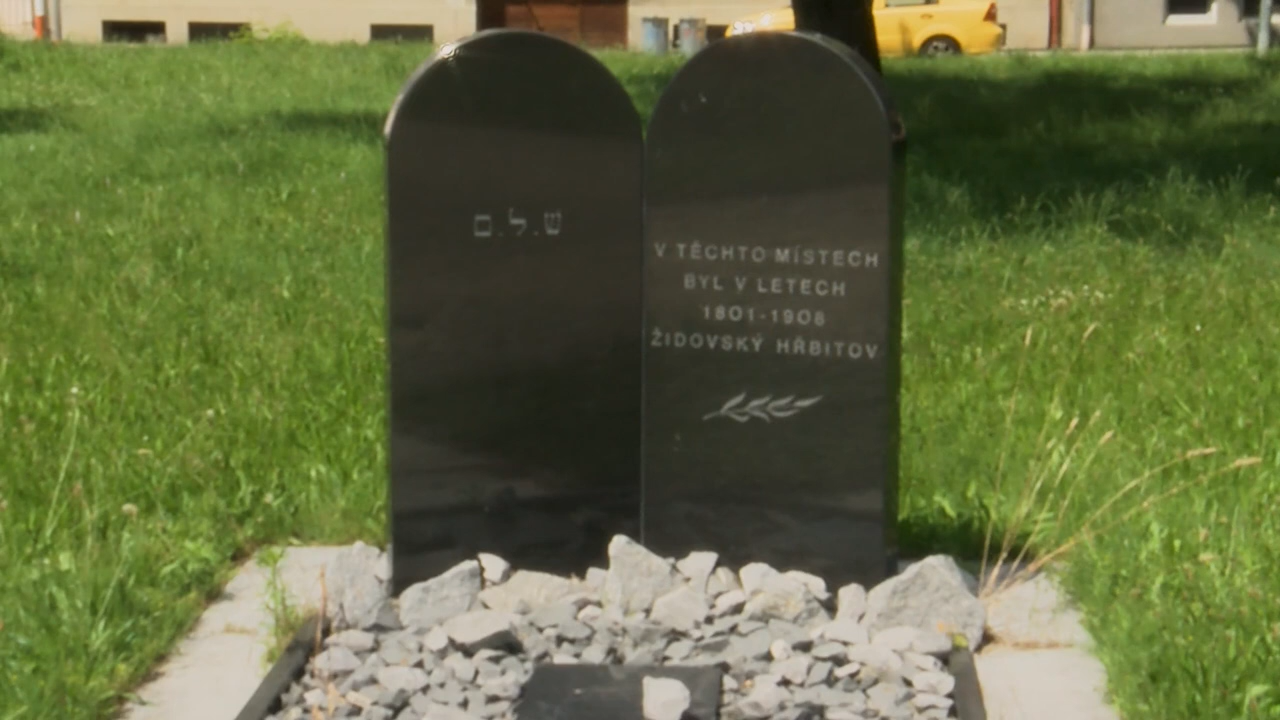 ש.ל.ם
V TĚCHTO MÍSTECH
BYL V LETECH
1801-1908
ŽIDOVSKÝ HŘBITOV